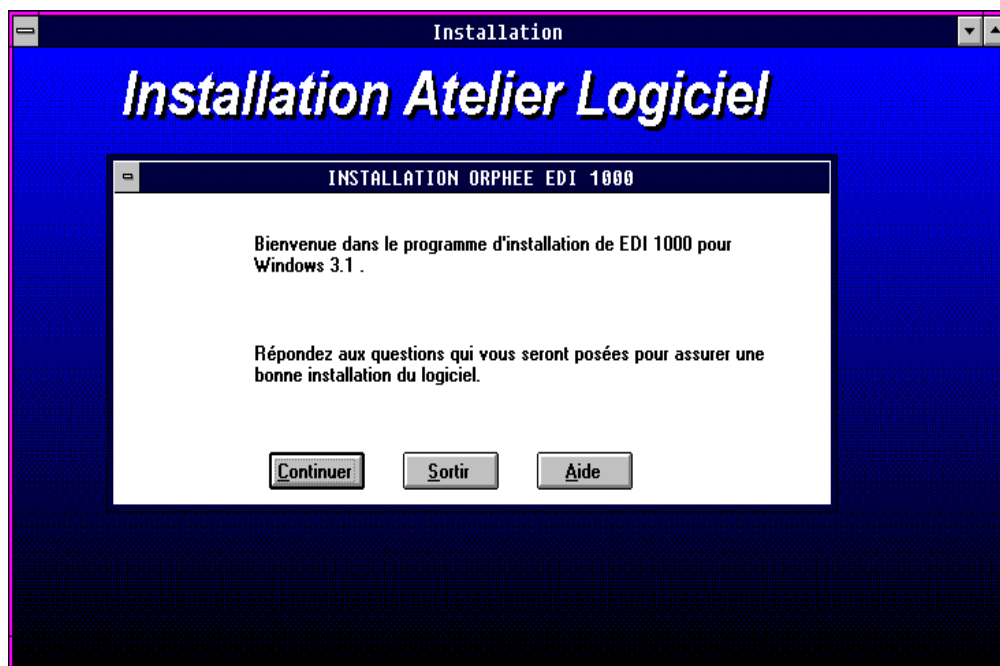 Installation
Installation Atelier Logiciel
INSTALLATION ORPHEE EDI 1000
Bienvenue dans le programme d'installation de EDI 1000 pour
Windows 3.1 .
Répondez aux questions qui vous seront posées pour assurer une
bonne installation du logiciel.
Continuer
Sortir
Aide